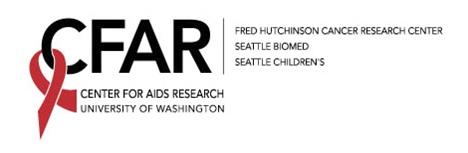 CFAR
CENTER FOR AIDS RESEARCH
UNIVERSITY OF WASHINGTON
FRED HUTCHINSON CANCER RESEARCH CENTER
SEATTLE BIOMED
SEATTLE CHILDREN'S